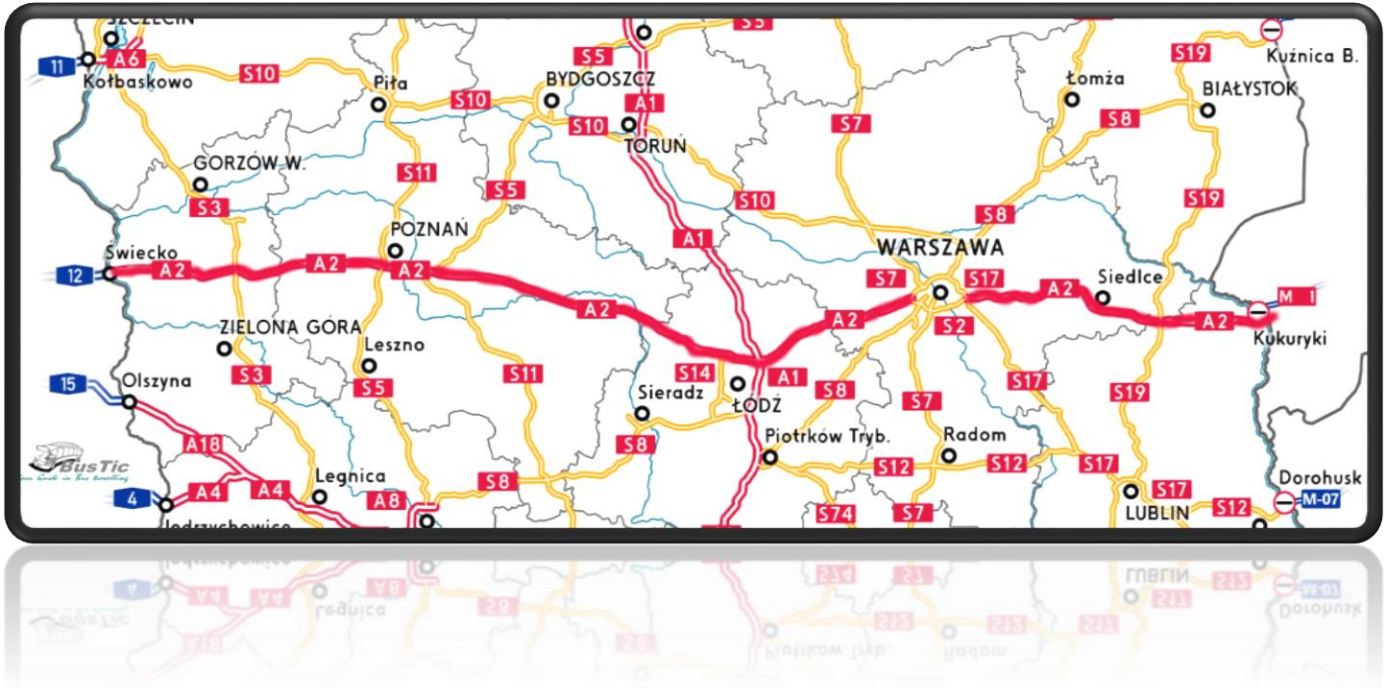 SZCZECIN
S5
11
A6
Kołbaskowo
S10
Piła
S10
S5
BYDGOSZCZ
A1
S10
TORUŃ
S7
Łomża
S8
S19
Kuźnica B.
BIAŁYSTOK
GORZÓW W.
S3
S11
S5
S10
S8
S19
POZNAŃ
A1
WARSZAWA
Świecko
12
A2
A2
A2
A2
A2
S7
S17
A2
Siedlce
A2
M 1
Kukuryki
S2
ZIELONA GÓRA
S3
Leszno
S5
S11
S14
A1
ŁÓDŹ
S8
S7
S17
S19
15
Olszyna
A18
Sieradz
S8
Piotrków Tryb.
Radom
S12
S12
S17
BusTic
4
A4
A4
Legnica
A8
S8
S74
S7
S17
LUBLIN
S12
Dorohusk
M-07
Jędrzychowice